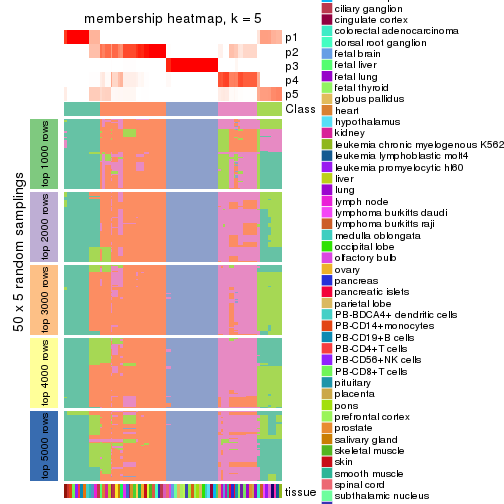 membership heatmap, k = 5
p1
p2
p3
p4
p5
Class
50 x 5 random samplings
top 1000 rows
top 2000 rows
top 3000 rows
top 4000 rows
top 5000 rows
tissue
ciliary ganglion
cingulate cortex
colorectal adenocarcinoma
dorsal root ganglion
fetal brain
fetal liver
fetal lung
fetal thyroid
globus pallidus
heart
hypothalamus
kidney
leukemia chronic myelogenous K562
leukemia lymphoblastic molt4
leukemia promyelocytic hl60
liver
lung
lymph node
lymphoma burkitts daudi
lymphoma burkitts raji
medulla oblongata
occipital lobe
olfactory bulb
ovary
pancreas
pancreatic islets
parietal lobe
PB-BDCA4+ dendritic cells
PB-CD14+monocytes
PB-CD19+B cells
PB-CD4+T cells
PB-CD56+NK cells
PB-CD8+T cells
pituitary
placenta
pons
prefrontal cortex
prostate
salivary gland
skeletal muscle
skin
smooth muscle
spinal cord
subthalamic nucleus